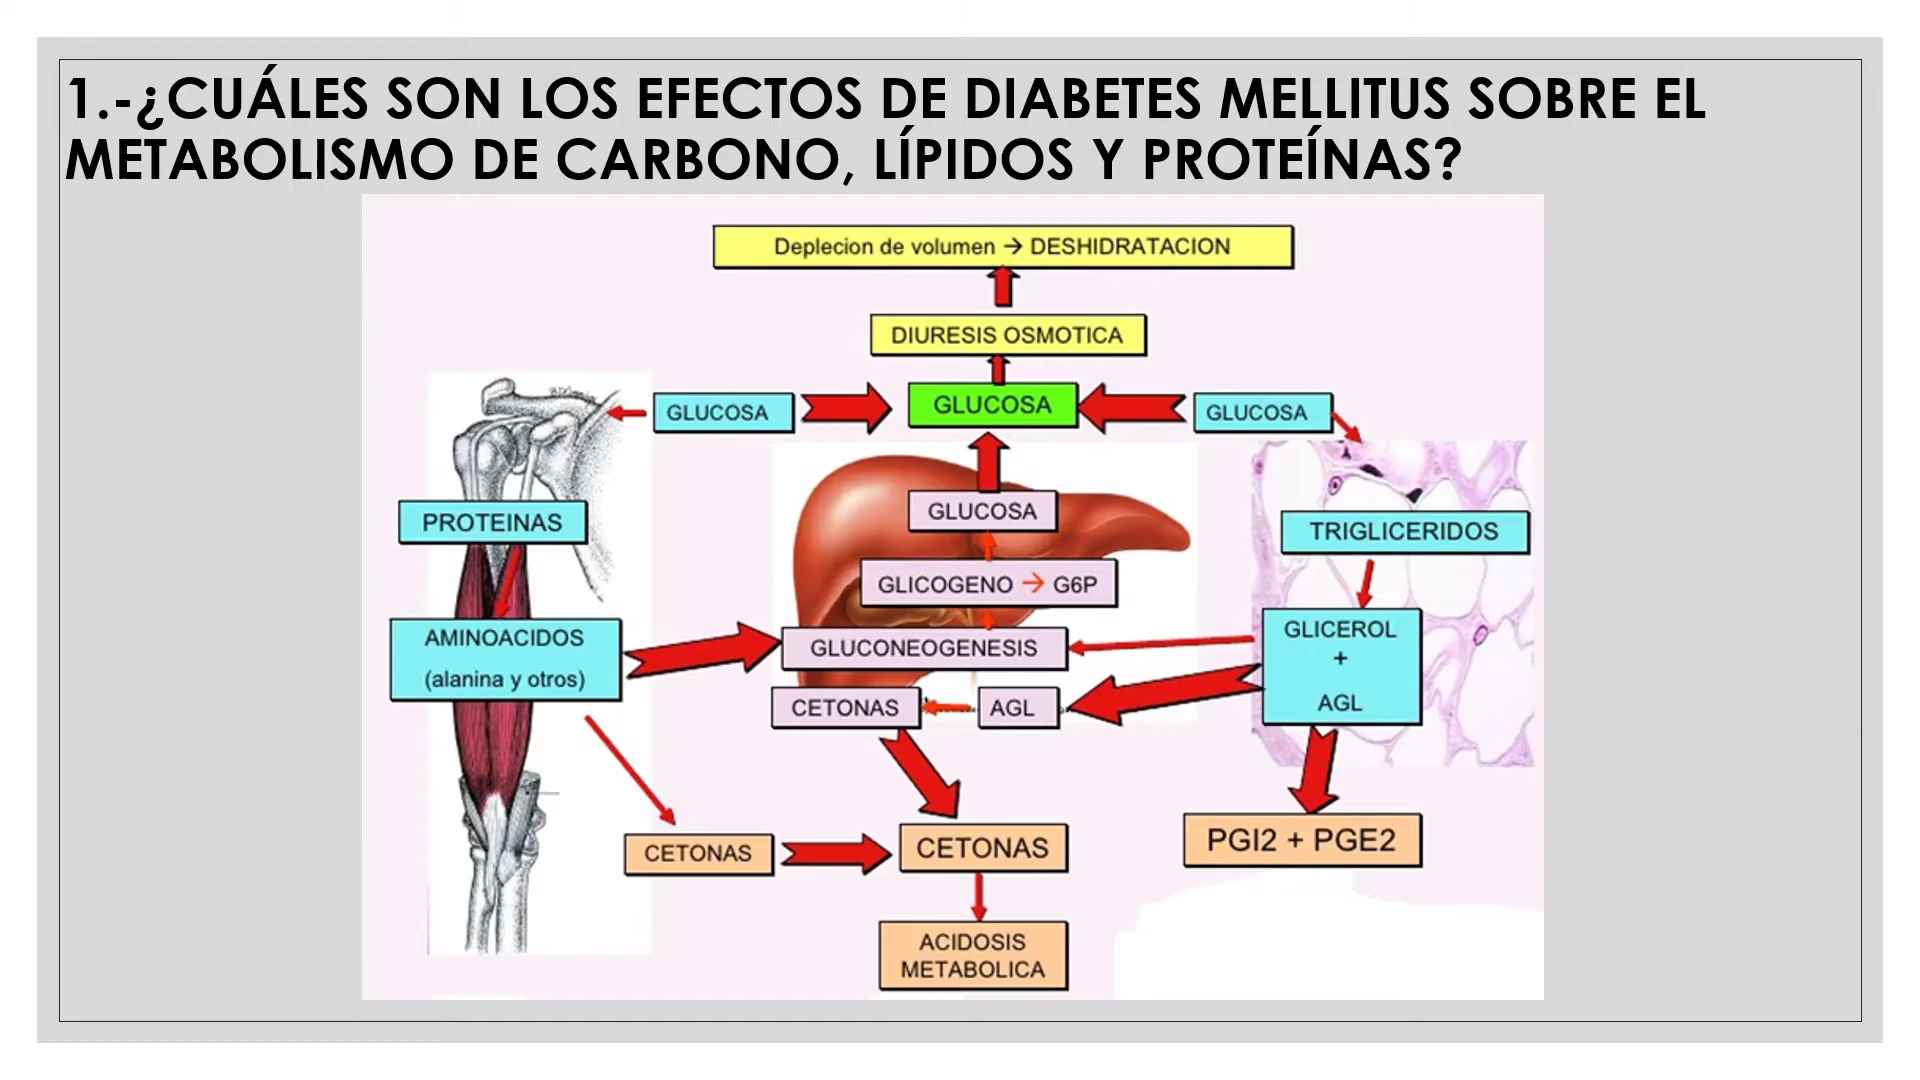 1.-¿CUÁLES SON LOS EFECTOS DE DIABETES MELLITUS SOBRE EL
METABOLISMO DE CARBONO, LÍPIDOS Y PROTEÍNAS?
Deplecion de volumen → DESHIDRATACION
DIURESIS OSMOTICA
GLUCOSA
GLUCOSA
GLUCOSA
PROTEINAS
GLUCOSA
TRIGLICERIDOS
GLICOGENO → G6P
AMINOACIDOS
(alanina y otros)
GLUCONEOGENESIS
GLICEROL
+
AGL
CETONAS
AGL
CETONAS
CETONAS
PGI2 + PGE2
ACIDOSIS
METABOLICA